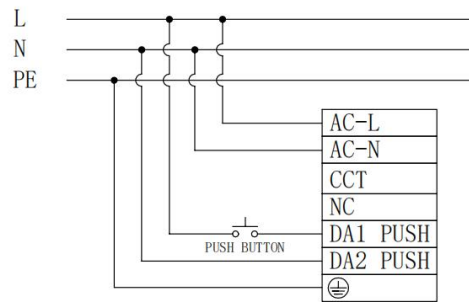 L
N
PE
AC-L
AC-N
CCT
NC
DA1 PUSH
PUSH BUTTON
DA2 PUSH